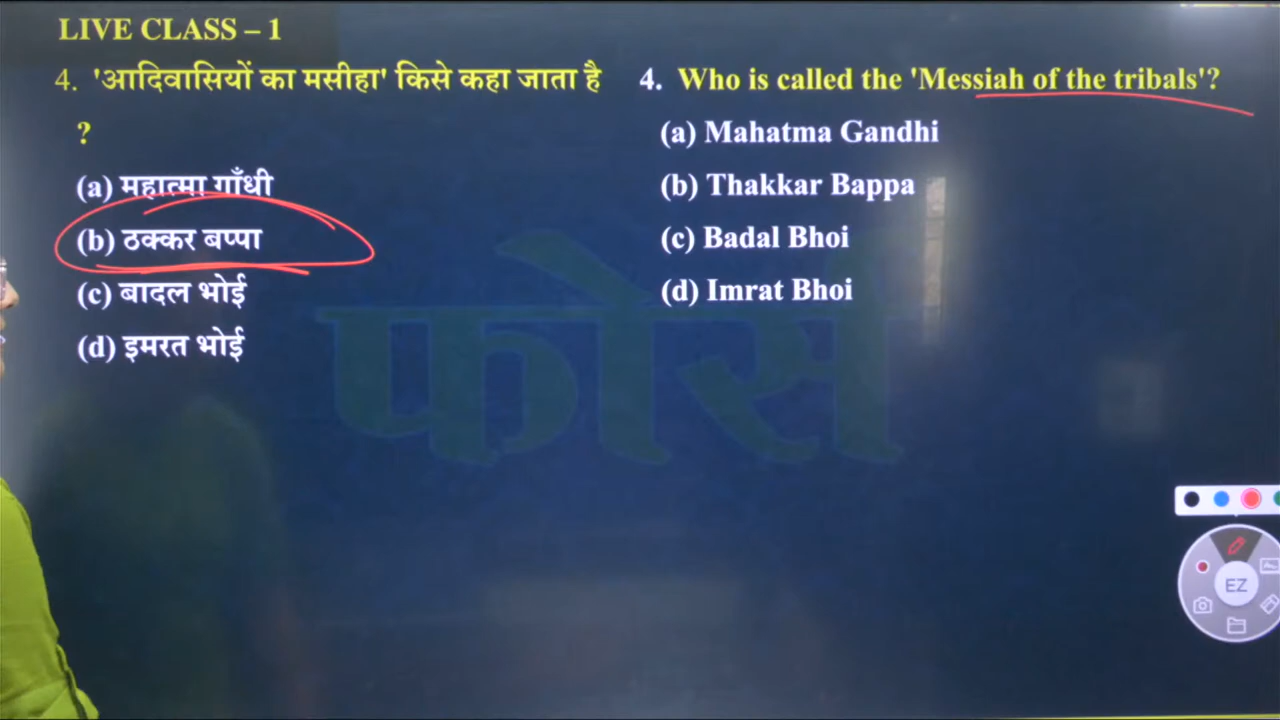 LIVE CLASS – 1
4. 'आदिवासियों का मसीहा' किसे कहा जाता है
?
(a) महात्मा गाँधी
(b) ठक्कर बप्पा
(c) बादल भोई
(d) इमरत भोई
4. Who is called the 'Messiah of the tribals'?
(a) Mahatma Gandhi
(b) Thakkar Bappa
(c) Badal Bhoi
(d) Imrat Bhoi
फोर्स
EZ